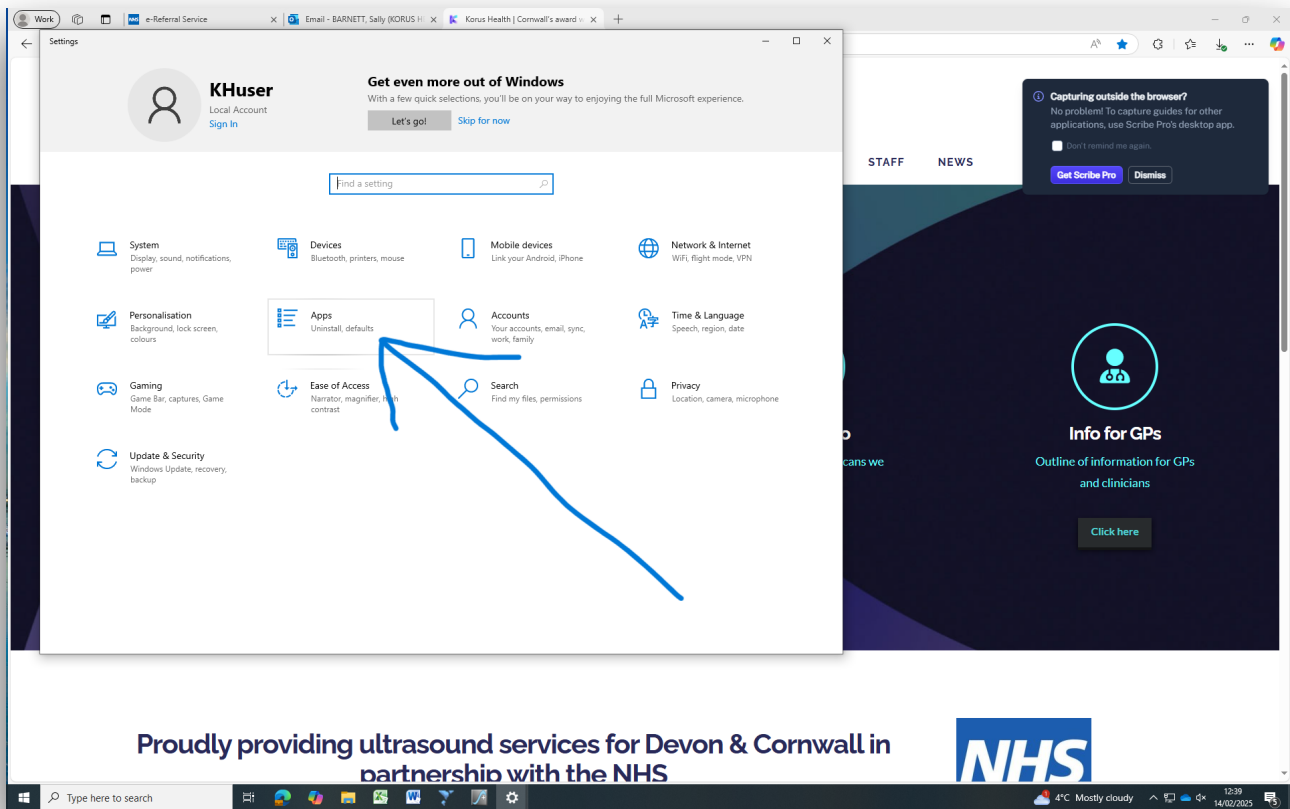 Work
e-Referral Service
Email - BARNETT, Sally (KORUS H
Korus Health | Cornwall's award w
Settings
KHuser
Local Account
Sign In
Get even more out of Windows
With a few quick selections, you'll be on your way to enjoying the full Microsoft experience.
Let's go!
Skip for now
Find a setting
System
Display, sound, notifications,
power
Devices
Bluetooth, printers, mouse
Mobile devices
Link your Android, iPhone
Network & Internet
WiFi, flight mode, VPN
Personalisation
Background, lock screen,
colours
Apps
Uninstall, defaults
Accounts
Your accounts, email, sync,
work, family
Time & Language
Speech, region, date
Gaming
Game Bar, captures, Game
Mode
Ease of Access
Narrator, magnifier, high
contrast
Search
Find my files, permissions
Privacy
Location, camera, microphone
Update & Security
Windows Update, recovery,
backup
Capturing outside the browser?
No problem! To capture guides for other
applications, use Scribe Pro's desktop app.
Don't remind me again.
Get Scribe Pro
Dismiss
STAFF
NEWS
cans we
Info for GPs
Outline of information for GPs
and clinicians
Click here
Proudly providing ultrasound services for Devon & Cornwall in
partnership with the NHS
NHS
Type here to search
4°C Mostly cloudy
12:39
14/02/2025